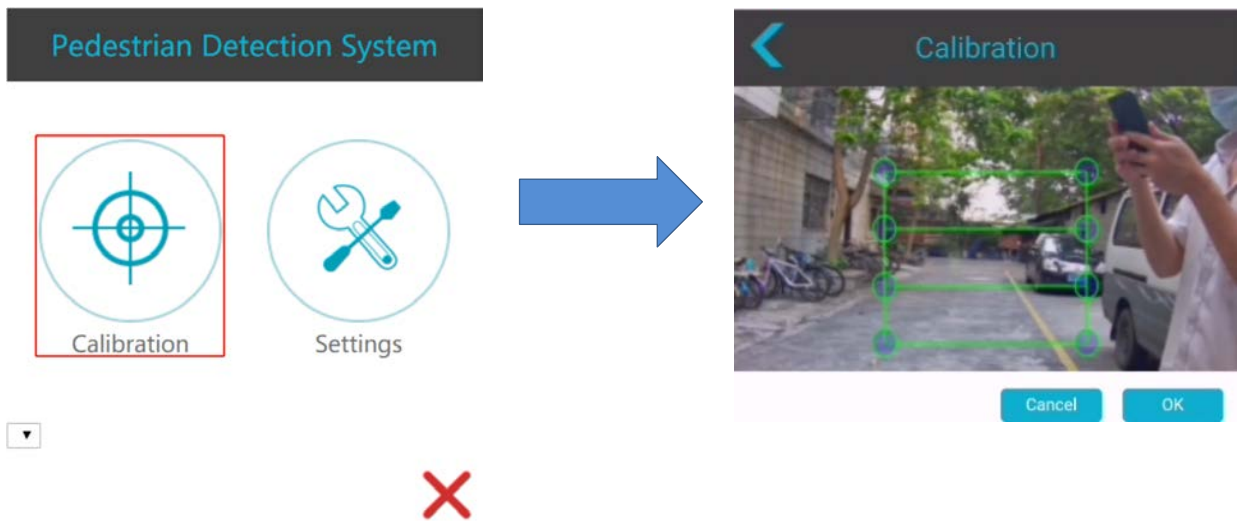 Pedestrian Detection System
Calibration
Settings
Calibration
Cancel
OK